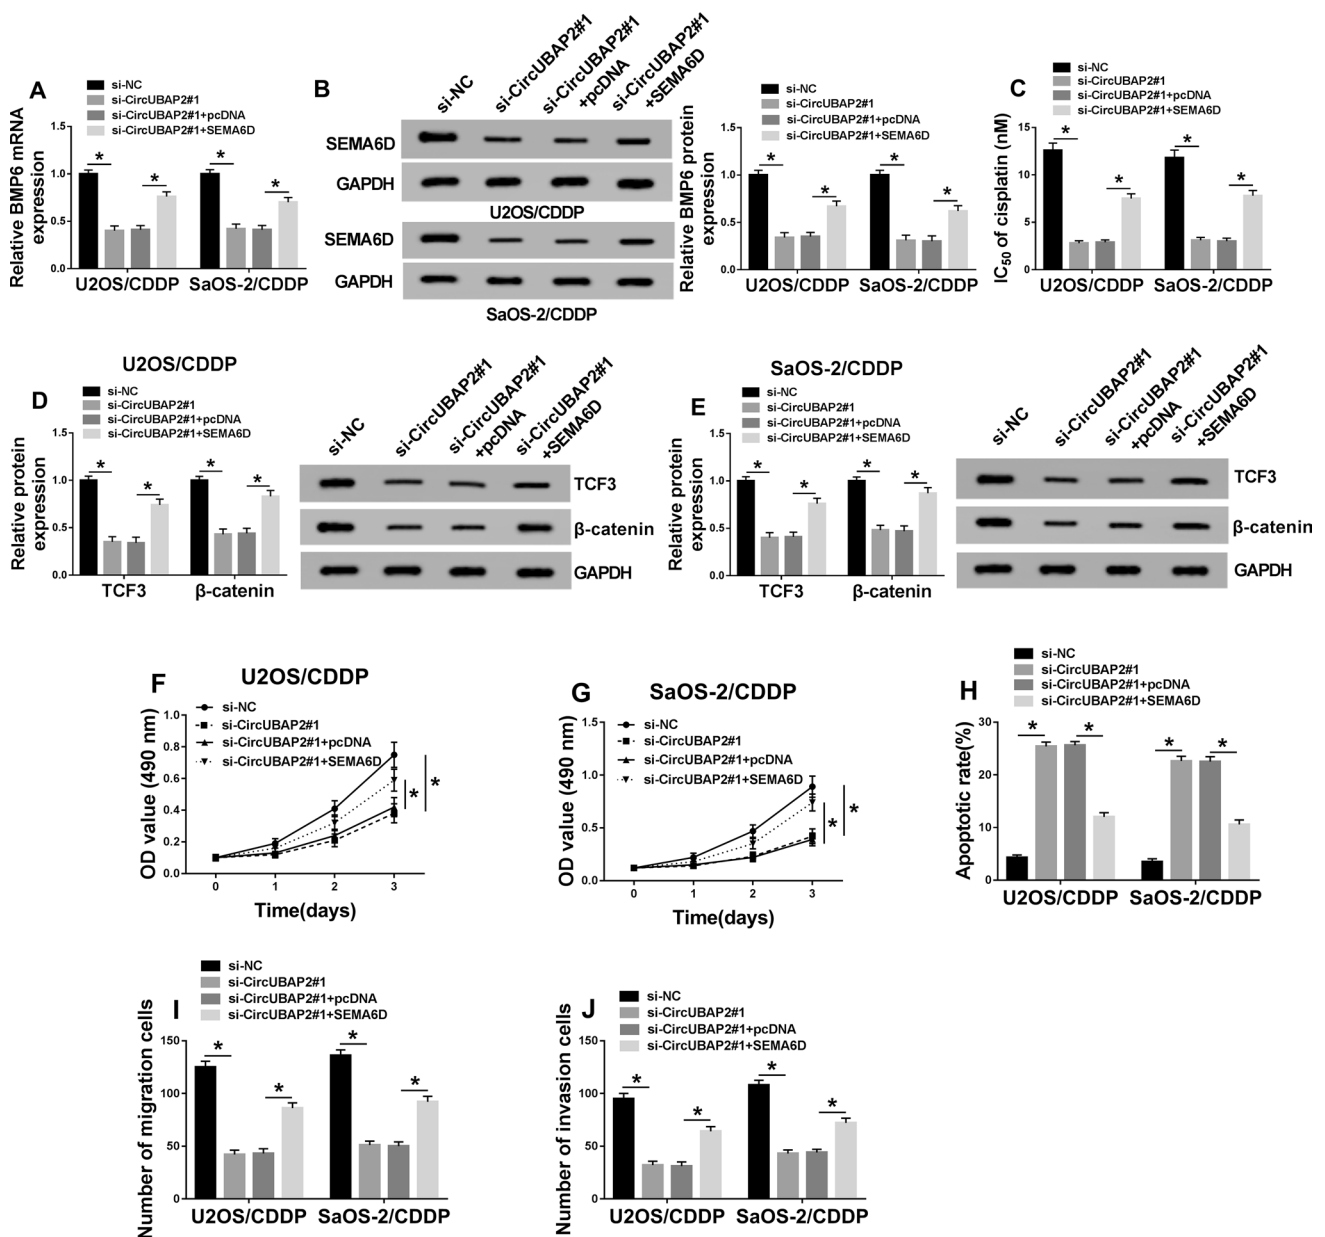 A
si-NC
si-CircUBAP2#1
si-CircUBAP2#1+pcDNA
si-CircUBAP2#1+SEMA6D
Relative BMP6 mRNA
expression
1.5
1.0
0.5
0.0
*
*
*
*
U2OS/CDDP
SaOS-2/CDDP
B
si-NC
si-CircUBAP2#1
si-CircUBAP2#1
+pcDNA
si-CircUBAP2#1
+SEMA6D
SEMA6D
GAPDH
U2OS/CDDP
SEMA6D
GAPDH
SaOS-2/CDDP
si-NC
si-CircUBAP2#1
si-CircUBAP2#1+pcDNA
si-CircUBAP2#1+SEMA6D
Relative BMP6 protein
expression
1.5
1.0
0.5
0.0
*
*
*
*
U2OS/CDDP
SaOS-2/CDDP
C
si-NC
si-CircUBAP2#1
si-CircUBAP2#1+pcDNA
si-CircUBAP2#1+SEMA6D
IC50 of cisplatin (nM)
15
10
5
0
*
*
*
*
U2OS/CDDP
SaOS-2/CDDP
U2OS/CDDP
D
si-NC
si-CircUBAP2#1
si-CircUBAP2#1+pcDNA
si-CircUBAP2#1+SEMA6D
Relative protein
expression
1.5
1.0
0.5
0.0
*
*
*
*
TCF3
β-catenin
si-NC
si-CircUBAP2#1
si-CircUBAP2#1
+pcDNA
si-CircUBAP2#1
+SEMA6D
TCF3
β-catenin
GAPDH
SaOS-2/CDDP
E
si-NC
si-CircUBAP2#1
si-CircUBAP2#1+pcDNA
si-CircUBAP2#1+SEMA6D
Relative protein
expression
1.5
1.0
0.5
0.0
*
*
*
*
TCF3
β-catenin
si-NC
si-CircUBAP2#1
si-CircUBAP2#1
+pcDNA
si-CircUBAP2#1
+SEMA6D
TCF3
β-catenin
GAPDH
F
U2OS/CDDP
si-NC
si-CircUBAP2#1
si-CircUBAP2#1+pcDNA
si-CircUBAP2#1+SEMA6D
OD value (490 nm)
1.0
0.8
0.6
0.4
0.2
0.0
*
*
0
1
2
3
Time(days)
G
SaOS-2/CDDP
si-NC
si-CircUBAP2#1
si-CircUBAP2#1+pcDNA
si-CircUBAP2#1+SEMA6D
OD value (490 nm)
1.5
1.0
0.5
0.0
*
*
0
1
2
3
Time(days)
H
si-NC
si-CircUBAP2#1
si-CircUBAP2#1+pcDNA
si-CircUBAP2#1+SEMA6D
Apoptotic rate(%)
30
20
10
0
*
*
*
*
U2OS/CDDP
SaOS-2/CDDP
I
si-NC
si-CircUBAP2#1
si-CircUBAP2#1+pcDNA
si-CircUBAP2#1+SEMA6D
Number of migration cells
150
100
50
0
*
*
*
*
U2OS/CDDP
SaOS-2/CDDP
J
si-NC
si-CircUBAP2#1
si-CircUBAP2#1+pcDNA
si-CircUBAP2#1+SEMA6D
Number of invasion cells
150
100
50
0
*
*
*
*
U2OS/CDDP
SaOS-2/CDDP